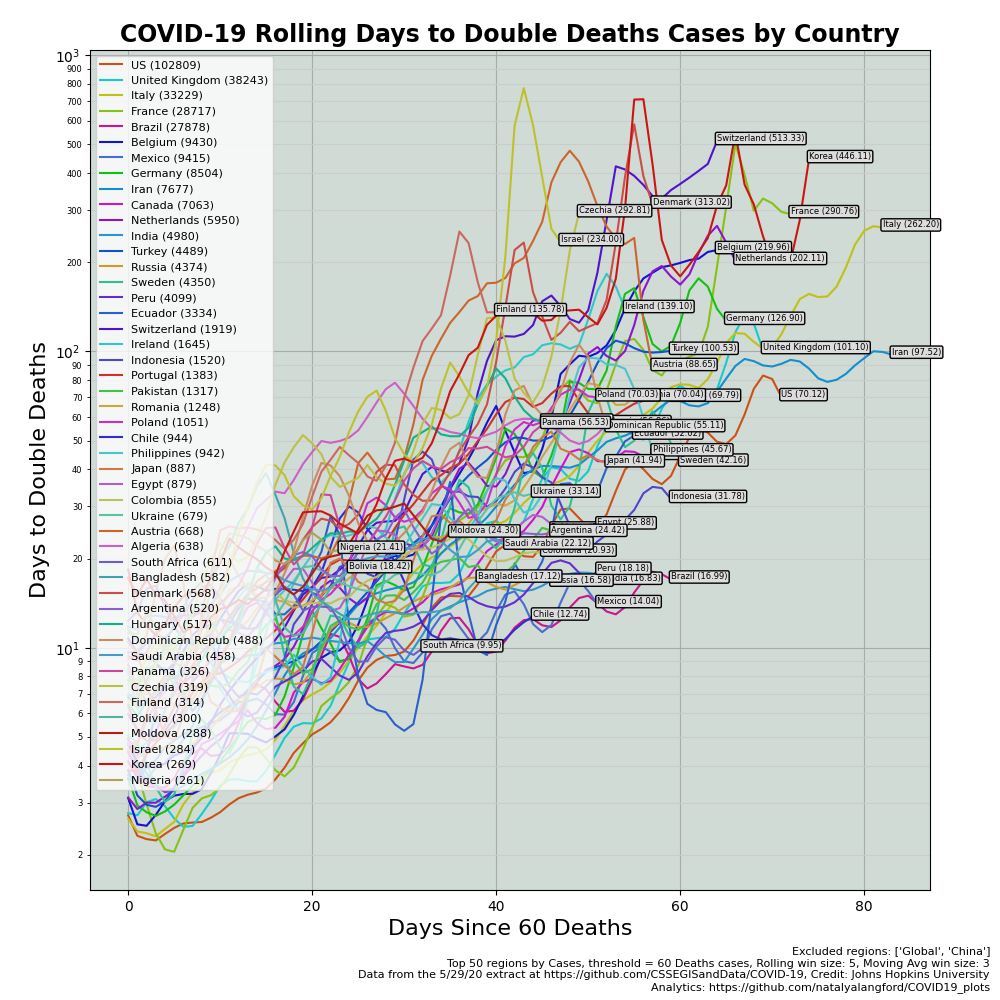 COVID-19 Rolling Days to Double Deaths Cases by Country
Days to Double Deaths
10³
900
800
700
600
500
400
300
200
10²
90
80
70
60
50
40
30
20
10¹
9
8
7
6
5
4
3
2
US (102809)
United Kingdom (38243)
Italy (33229)
France (28717)
Brazil (27878)
Belgium (9430)
Mexico (9415)
Germany (8504)
Iran (7677)
Canada (7063)
Netherlands (5950)
India (4980)
Turkey (4489)
Russia (4374)
Sweden (4350)
Peru (4099)
Ecuador (3334)
Switzerland (1919)
Ireland (1645)
Indonesia (1520)
Portugal (1383)
Pakistan (1317)
Romania (1248)
Poland (1051)
Chile (944)
Philippines (942)
Japan (887)
Egypt (879)
Colombia (855)
Ukraine (679)
Austria (668)
Algeria (638)
South Africa (611)
Bangladesh (582)
Denmark (568)
Argentina (520)
Hungary (517)
Dominican Repub (488)
Saudi Arabia (458)
Panama (326)
Czechia (319)
Finland (314)
Bolivia (300)
Moldova (288)
Israel (284)
Korea (269)
Nigeria (261)
Switzerland (513.33)
Korea (446.11)
Denmark (313.02)
Czechia (292.81)
France (290.76)
Italy (262.20)
Israel (234.00)
Belgium (219.96)
Netherlands (202.11)
Finland (135.78)
Ireland (139.10)
Germany (126.90)
Turkey (100.53)
United Kingdom (101.10)
Iran (97.52)
Austria (88.65)
Poland (70.03)
(70.04)
(69.79)
US (70.12)
Panama (56.53)
Dominican Republic (55.11)
Philippines (45.67)
Japan (41.94)
Sweden (42.16)
Ukraine (33.14)
Indonesia (31.78)
Egypt (25.88)
Moldova (24.30)
Argentina (24.42)
Saudi Arabia (22.12)
Colombia (20.93)
Nigeria (21.41)
Bolivia (18.42)
Peru (18.18)
Bangladesh (17.12)
(16.58)
(16.83)
Brazil (16.99)
Mexico (14.04)
Chile (12.74)
South Africa (9.95)
0
20
40
60
80
Days Since 60 Deaths
Excluded regions: ['Global', 'China']
Top 50 regions by Cases, threshold = 60 Deaths cases, Rolling win size: 5, Moving Avg win size: 3
Data from the 5/29/20 extract at https://github.com/CSSEGISandData/COVID-19, Credit: Johns Hopkins University
Analytics: https://github.com/natalyalangford/COVID19_plots